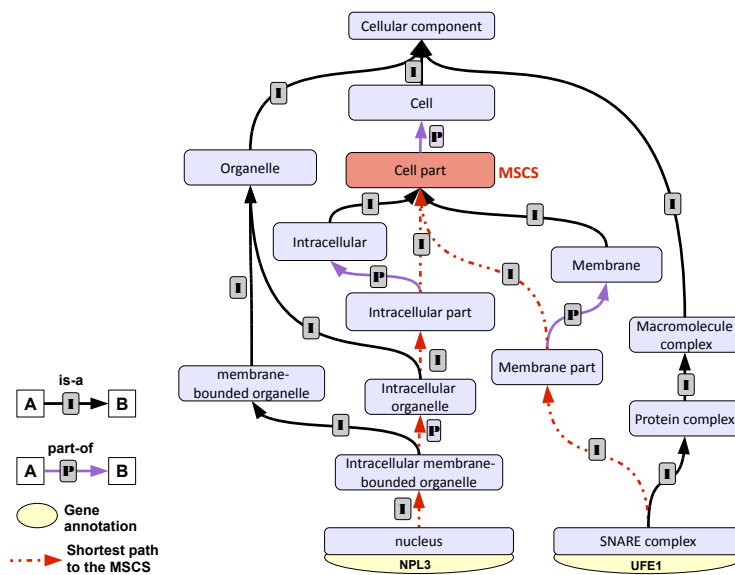 Cellular component
I
I
Cell
P
Organelle
Cell part
MSCS
I
I
I
Intracellular
I
I
Membrane
P
I
Intracellular part
P
Macromolecule
complex
I
I
Membrane part
membrane-
bounded organelle
I
Intracellular
organelle
is-a
A
I
B
Protein complex
I
P
I
part-of
A
P
B
Intracellular membrane-
bounded organelle
I
I
Gene
annotation
nucleus
SNARE complex
Shortest path
to the MSCS
NPL3
UFE1